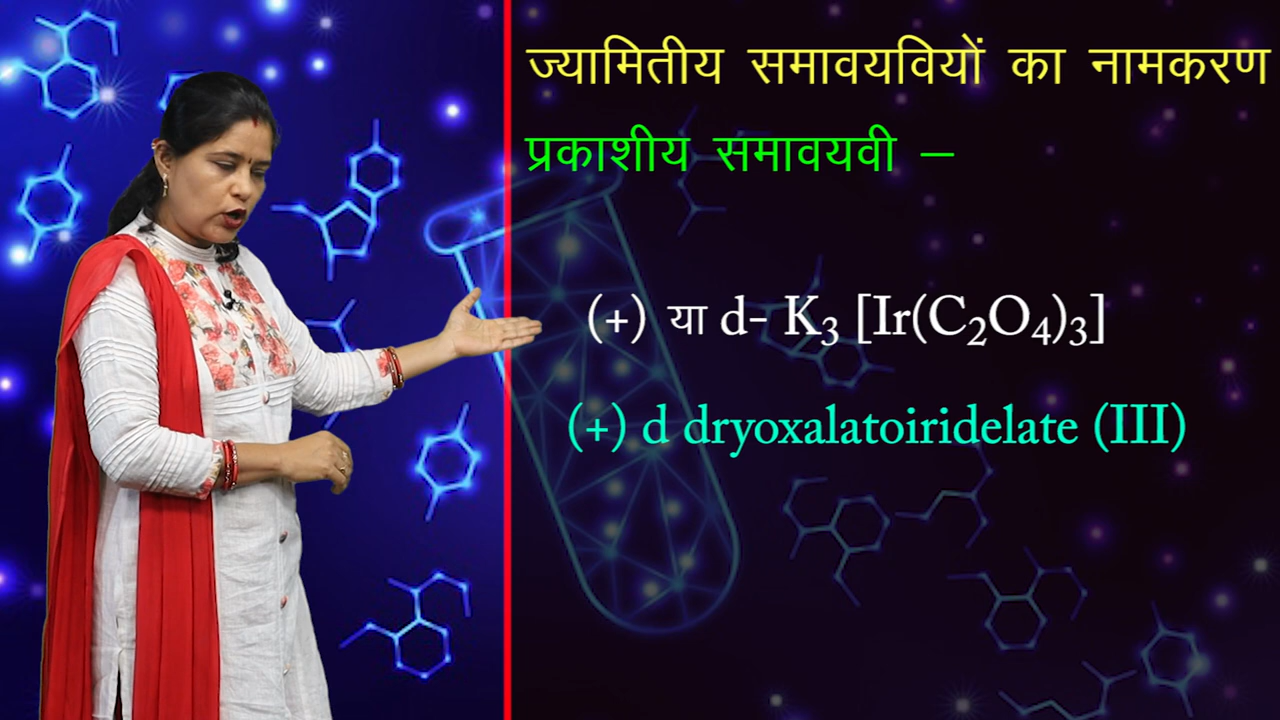 ज्यामितीय समावयवियों का नामकरण
प्रकाशीय समावयवी –
(+) या d- K₃ [Ir(C₂O₄)₃]
(+) d dryoxalatoiridelate (III)